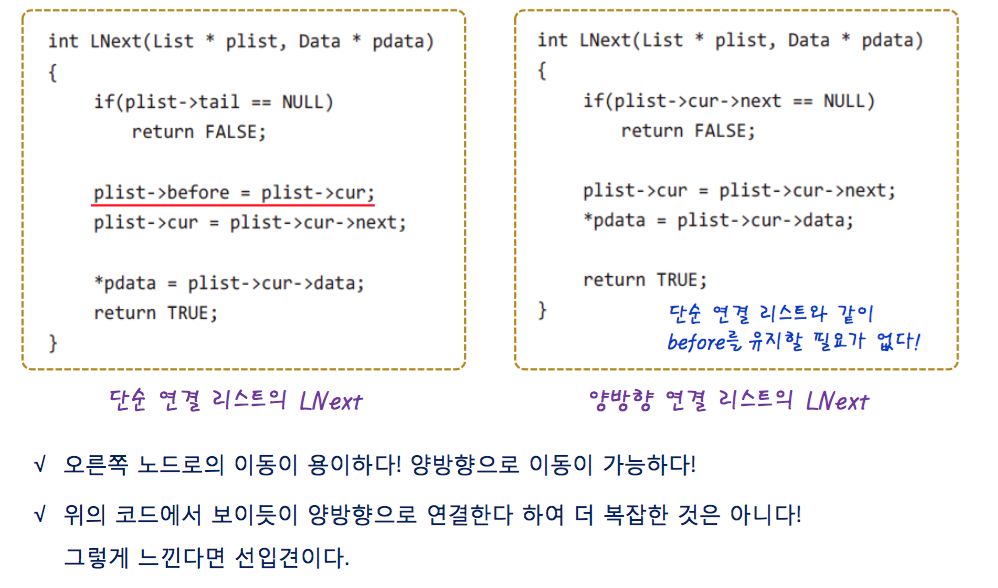 int LNext(List * plist, Data * pdata)
{
if(plist->tail == NULL)
return FALSE;
plist->before = plist->cur;
plist->cur = plist->cur->next;
*pdata = plist->cur->data;
return TRUE;
}
단순 연결 리스트의 LNext
int LNext(List * plist, Data * pdata)
{
if(plist->cur->next == NULL)
return FALSE;
plist->cur = plist->cur->next;
*pdata = plist->cur->data;
return TRUE;
}
단순 연결 리스트와 같이
before를 유지할 필요가 없다!
양방향 연결 리스트의 LNext
√ 오른쪽 노드로의 이동이 용이하다! 양방향으로 이동이 가능하다!
√ 위의 코드에서 보이듯이 양방향으로 연결한다 하여 더 복잡한 것은 아니다!
그렇게 느낀다면 선입견이다.